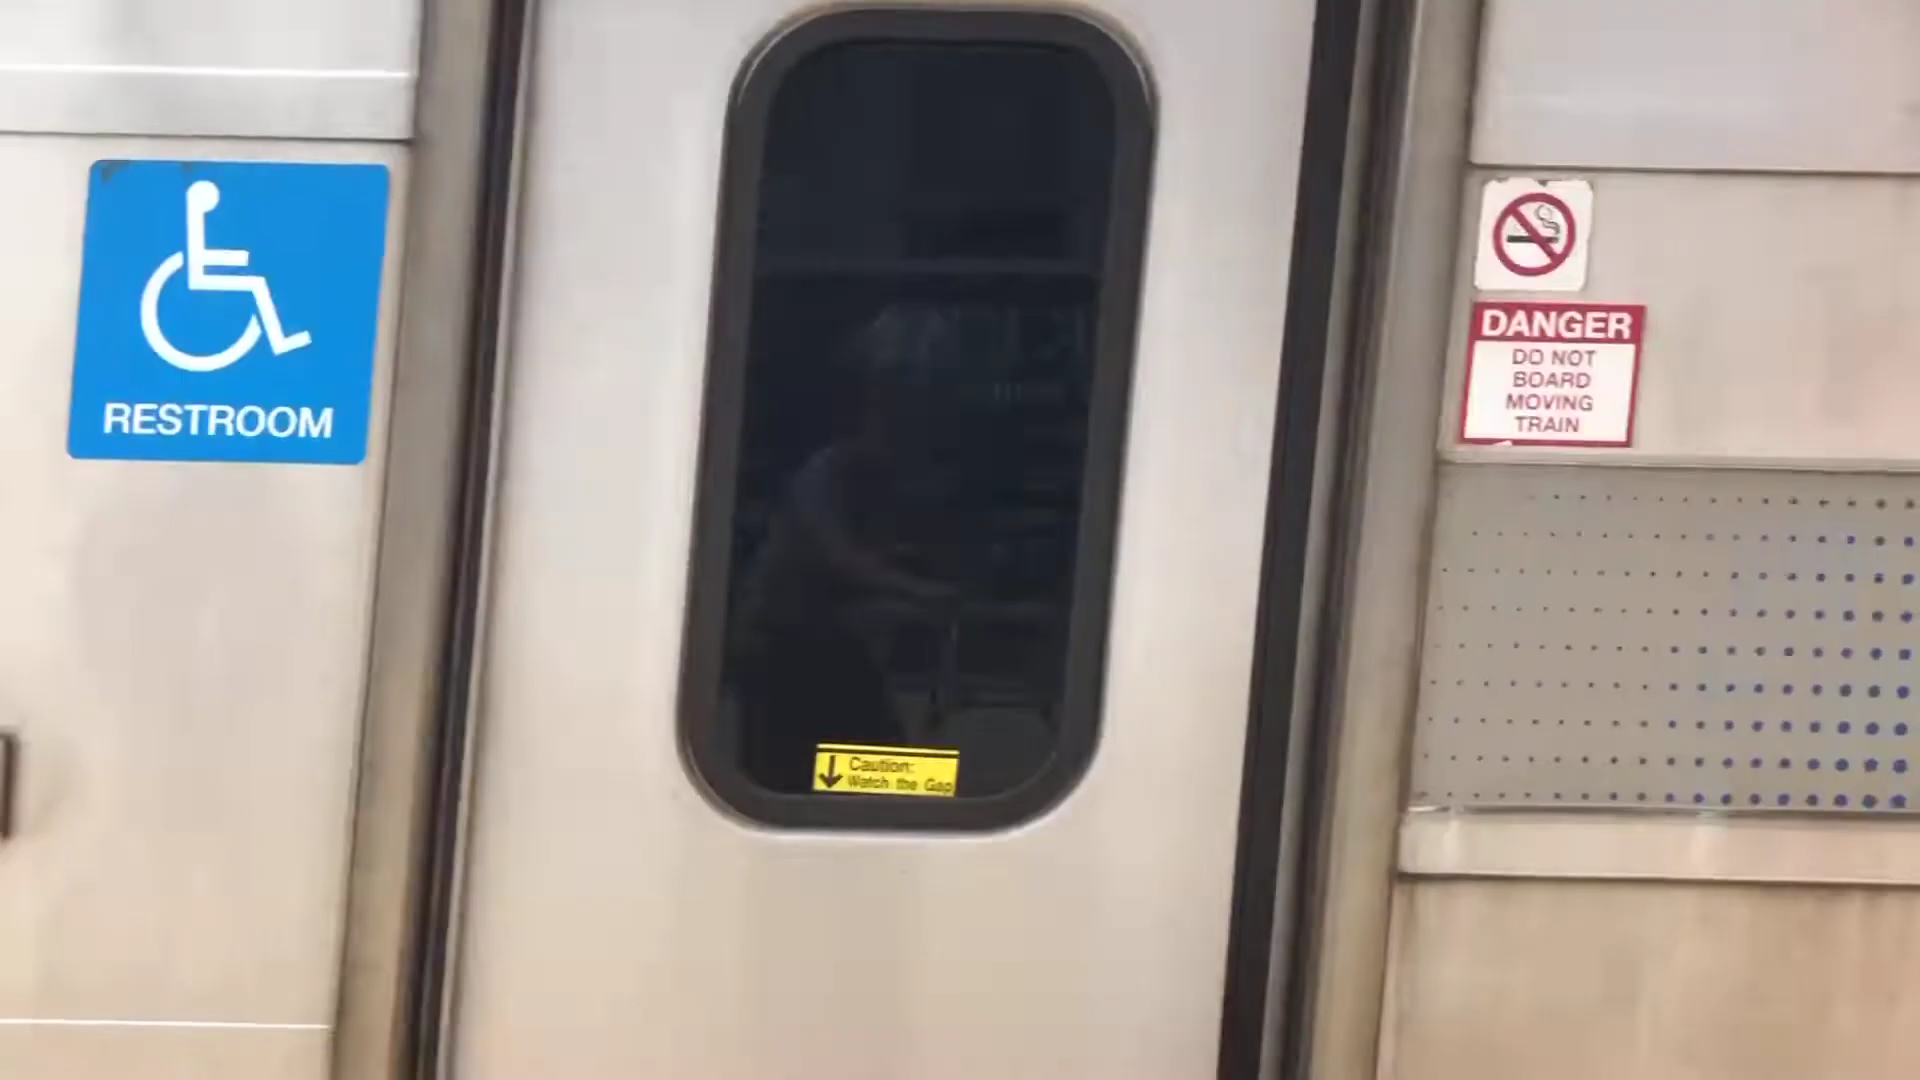 RESTROOM
DANGER
DO NOT
BOARD
MOVING
TRAIN
Caution:
Watch the Gap